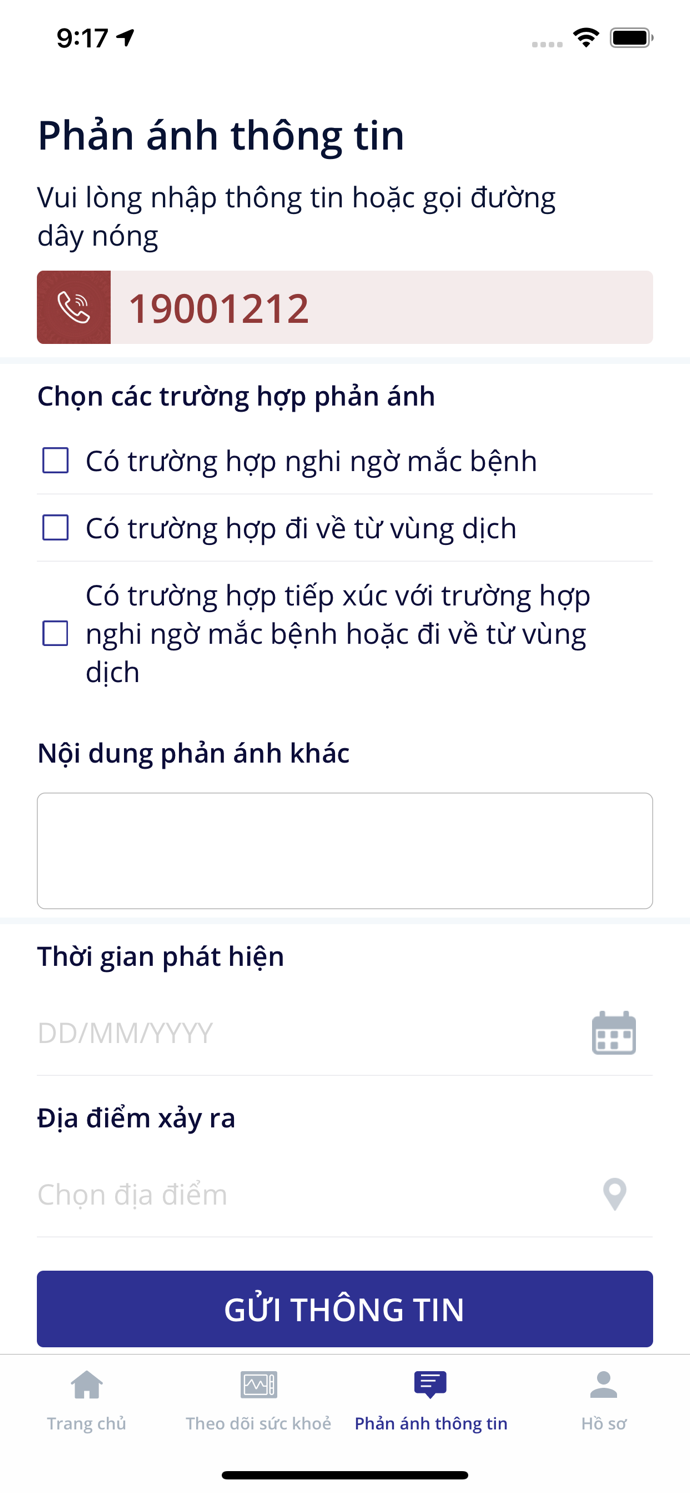 9:17
Phản ánh thông tin
Vui lòng nhập thông tin hoặc gọi đường
dây nóng
19001212
Chọn các trường hợp phản ánh
Có trường hợp nghi ngờ mắc bệnh
Có trường hợp đi về từ vùng dịch
Có trường hợp tiếp xúc với trường hợp
nghi ngờ mắc bệnh hoặc đi về từ vùng
dịch
Nội dung phản ánh khác
Thời gian phát hiện
DD/MM/YYYY
Địa điểm xảy ra
Chọn địa điểm
GỬI THÔNG TIN
Trang chủ
Theo dõi sức khoẻ
Phản ánh thông tin
Hồ sơ